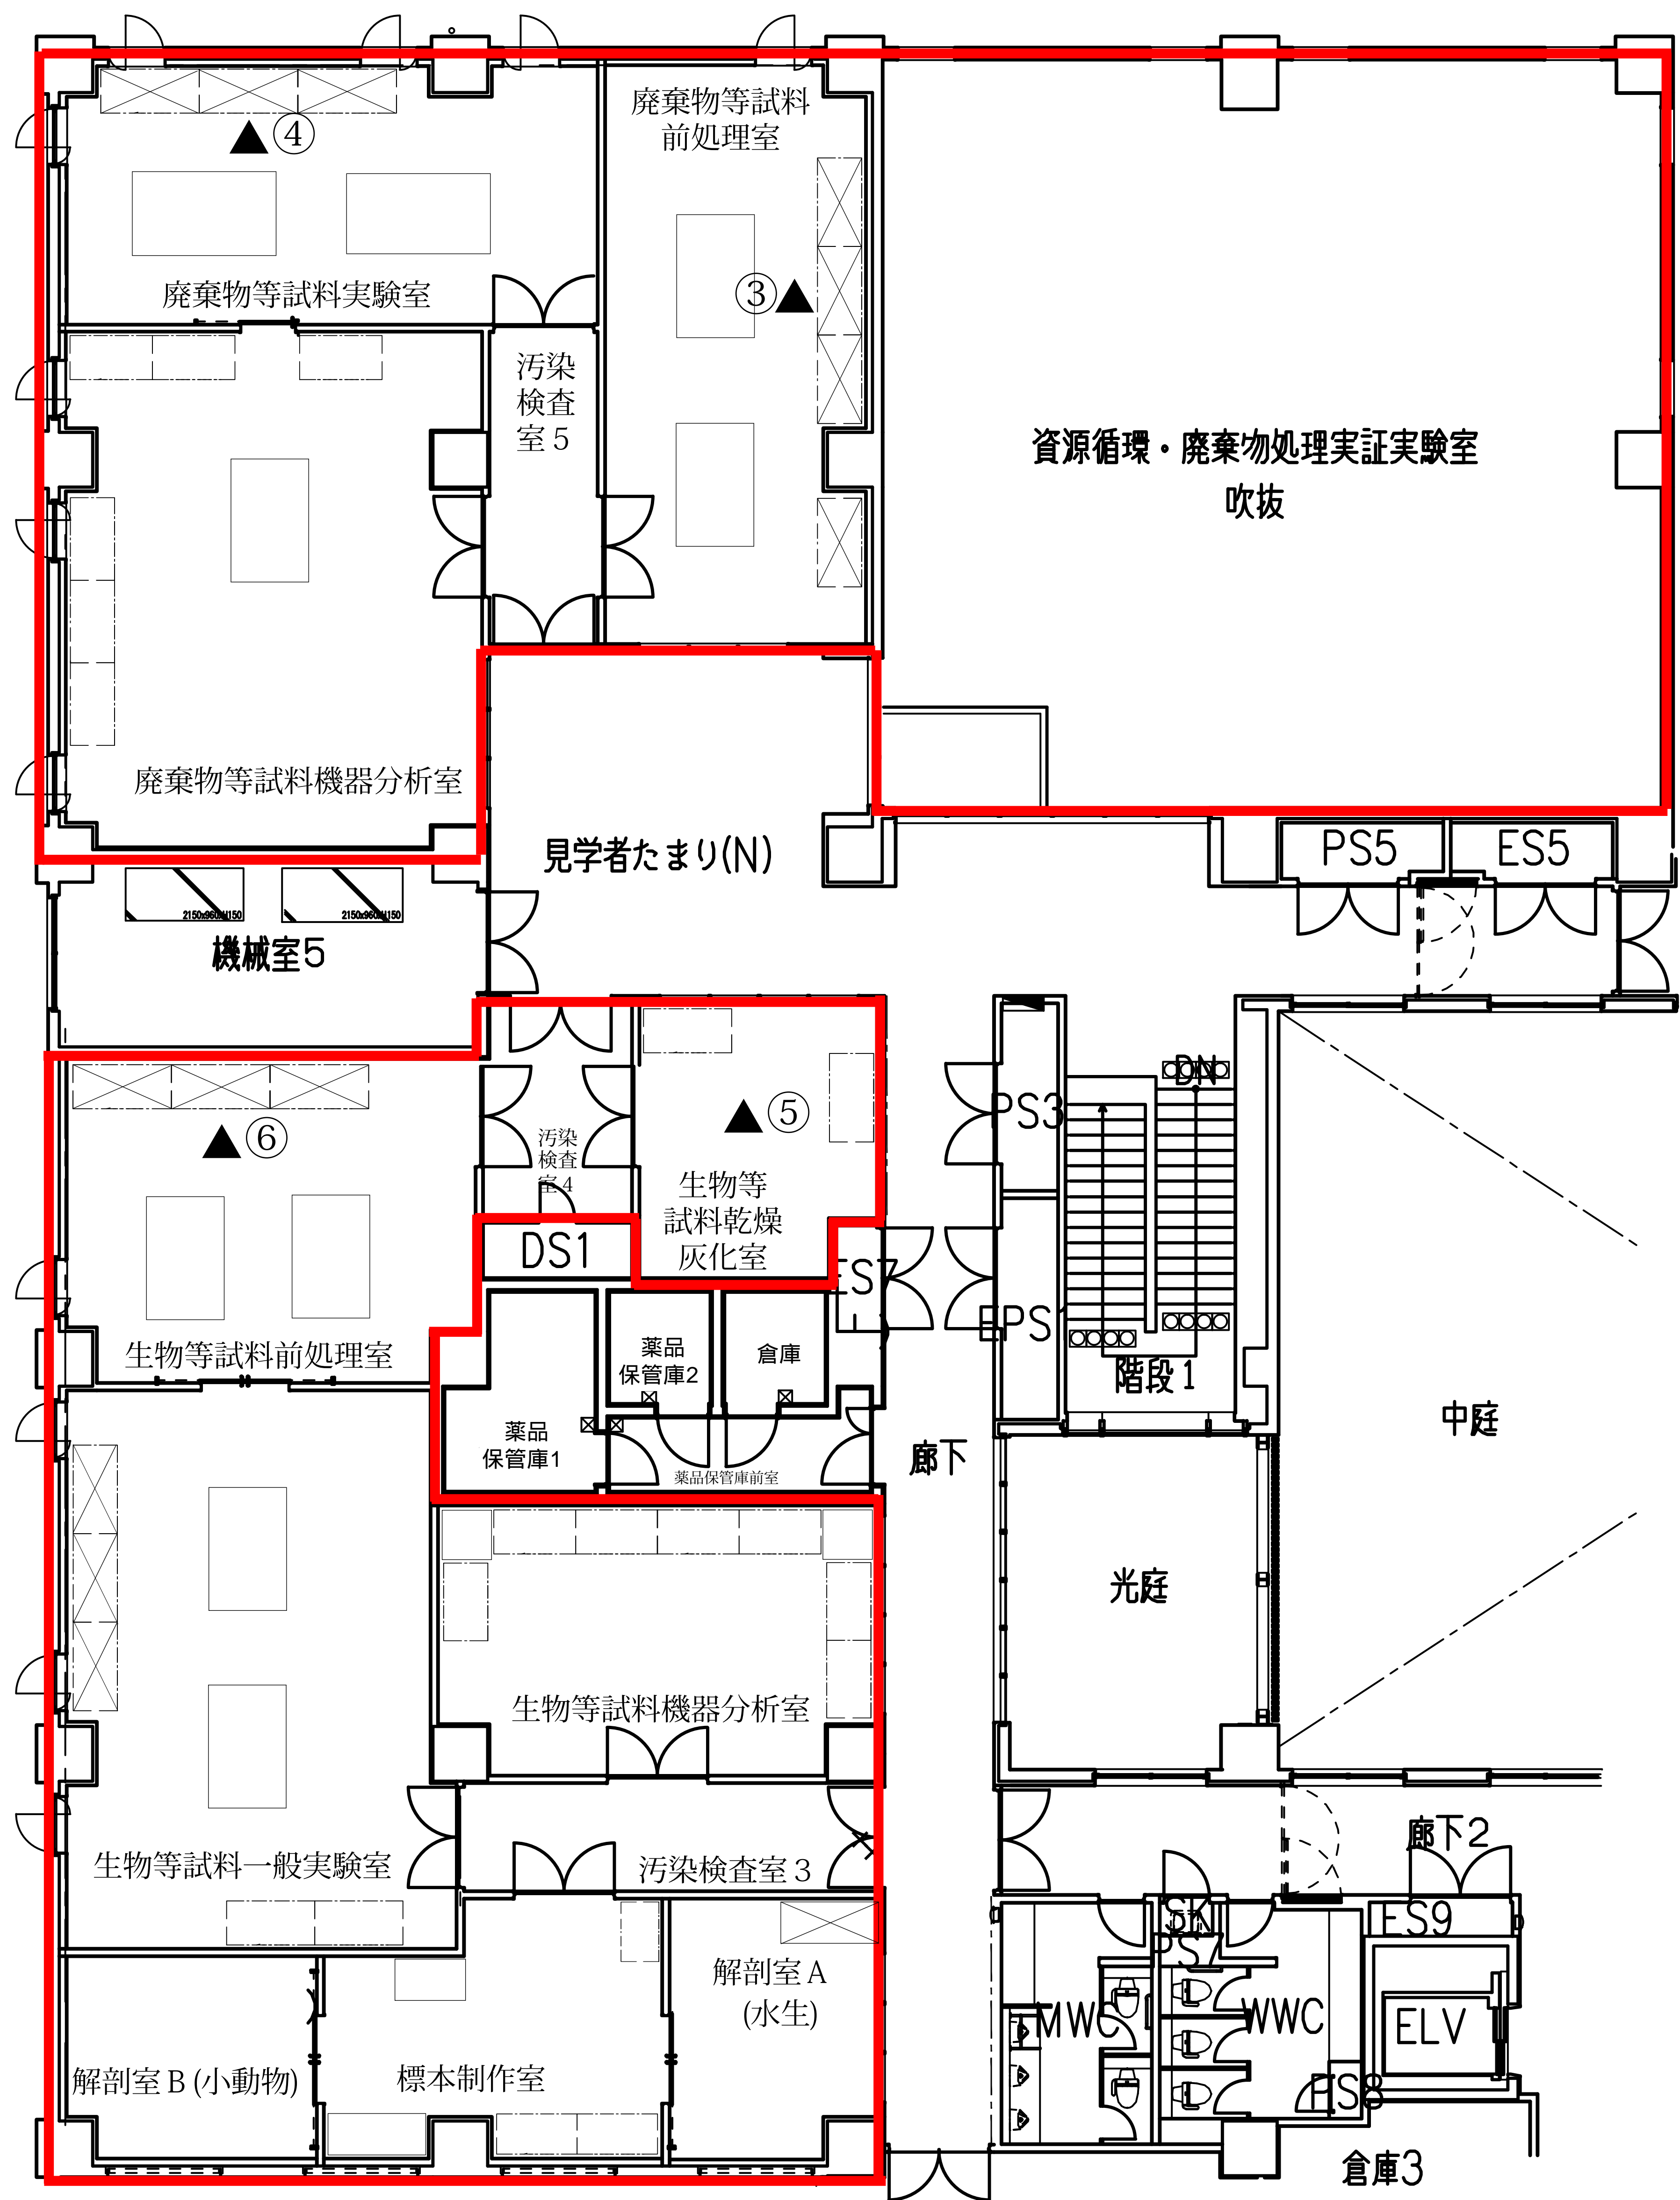 ④
廃棄物等試料
前処理室
③
廃棄物等試料実験室
汚染
検査
室5
資源循環・廃棄物処理実証実験室
吹抜
廃棄物等試料機器分析室
見学者たまり(N)
PS5
ES5
2150x960xH150
2150x960xH150
機械室5
DN
PS3
⑤
⑥
汚染
検査
室4
生物等
試料乾燥
灰化室
DS1
ES7
EPS1
生物等試料前処理室
薬品
保管庫2
倉庫
階段1
薬品
保管庫1
薬品保管庫前室
廊下
中庭
光庭
生物等試料機器分析室
廊下2
生物等試料一般実験室
汚染検査室3
SK
ES9
PS7
解剖室A
(水生)
MWC
WWC
ELV
解剖室B(小動物)
標本制作室
PS8
倉庫3